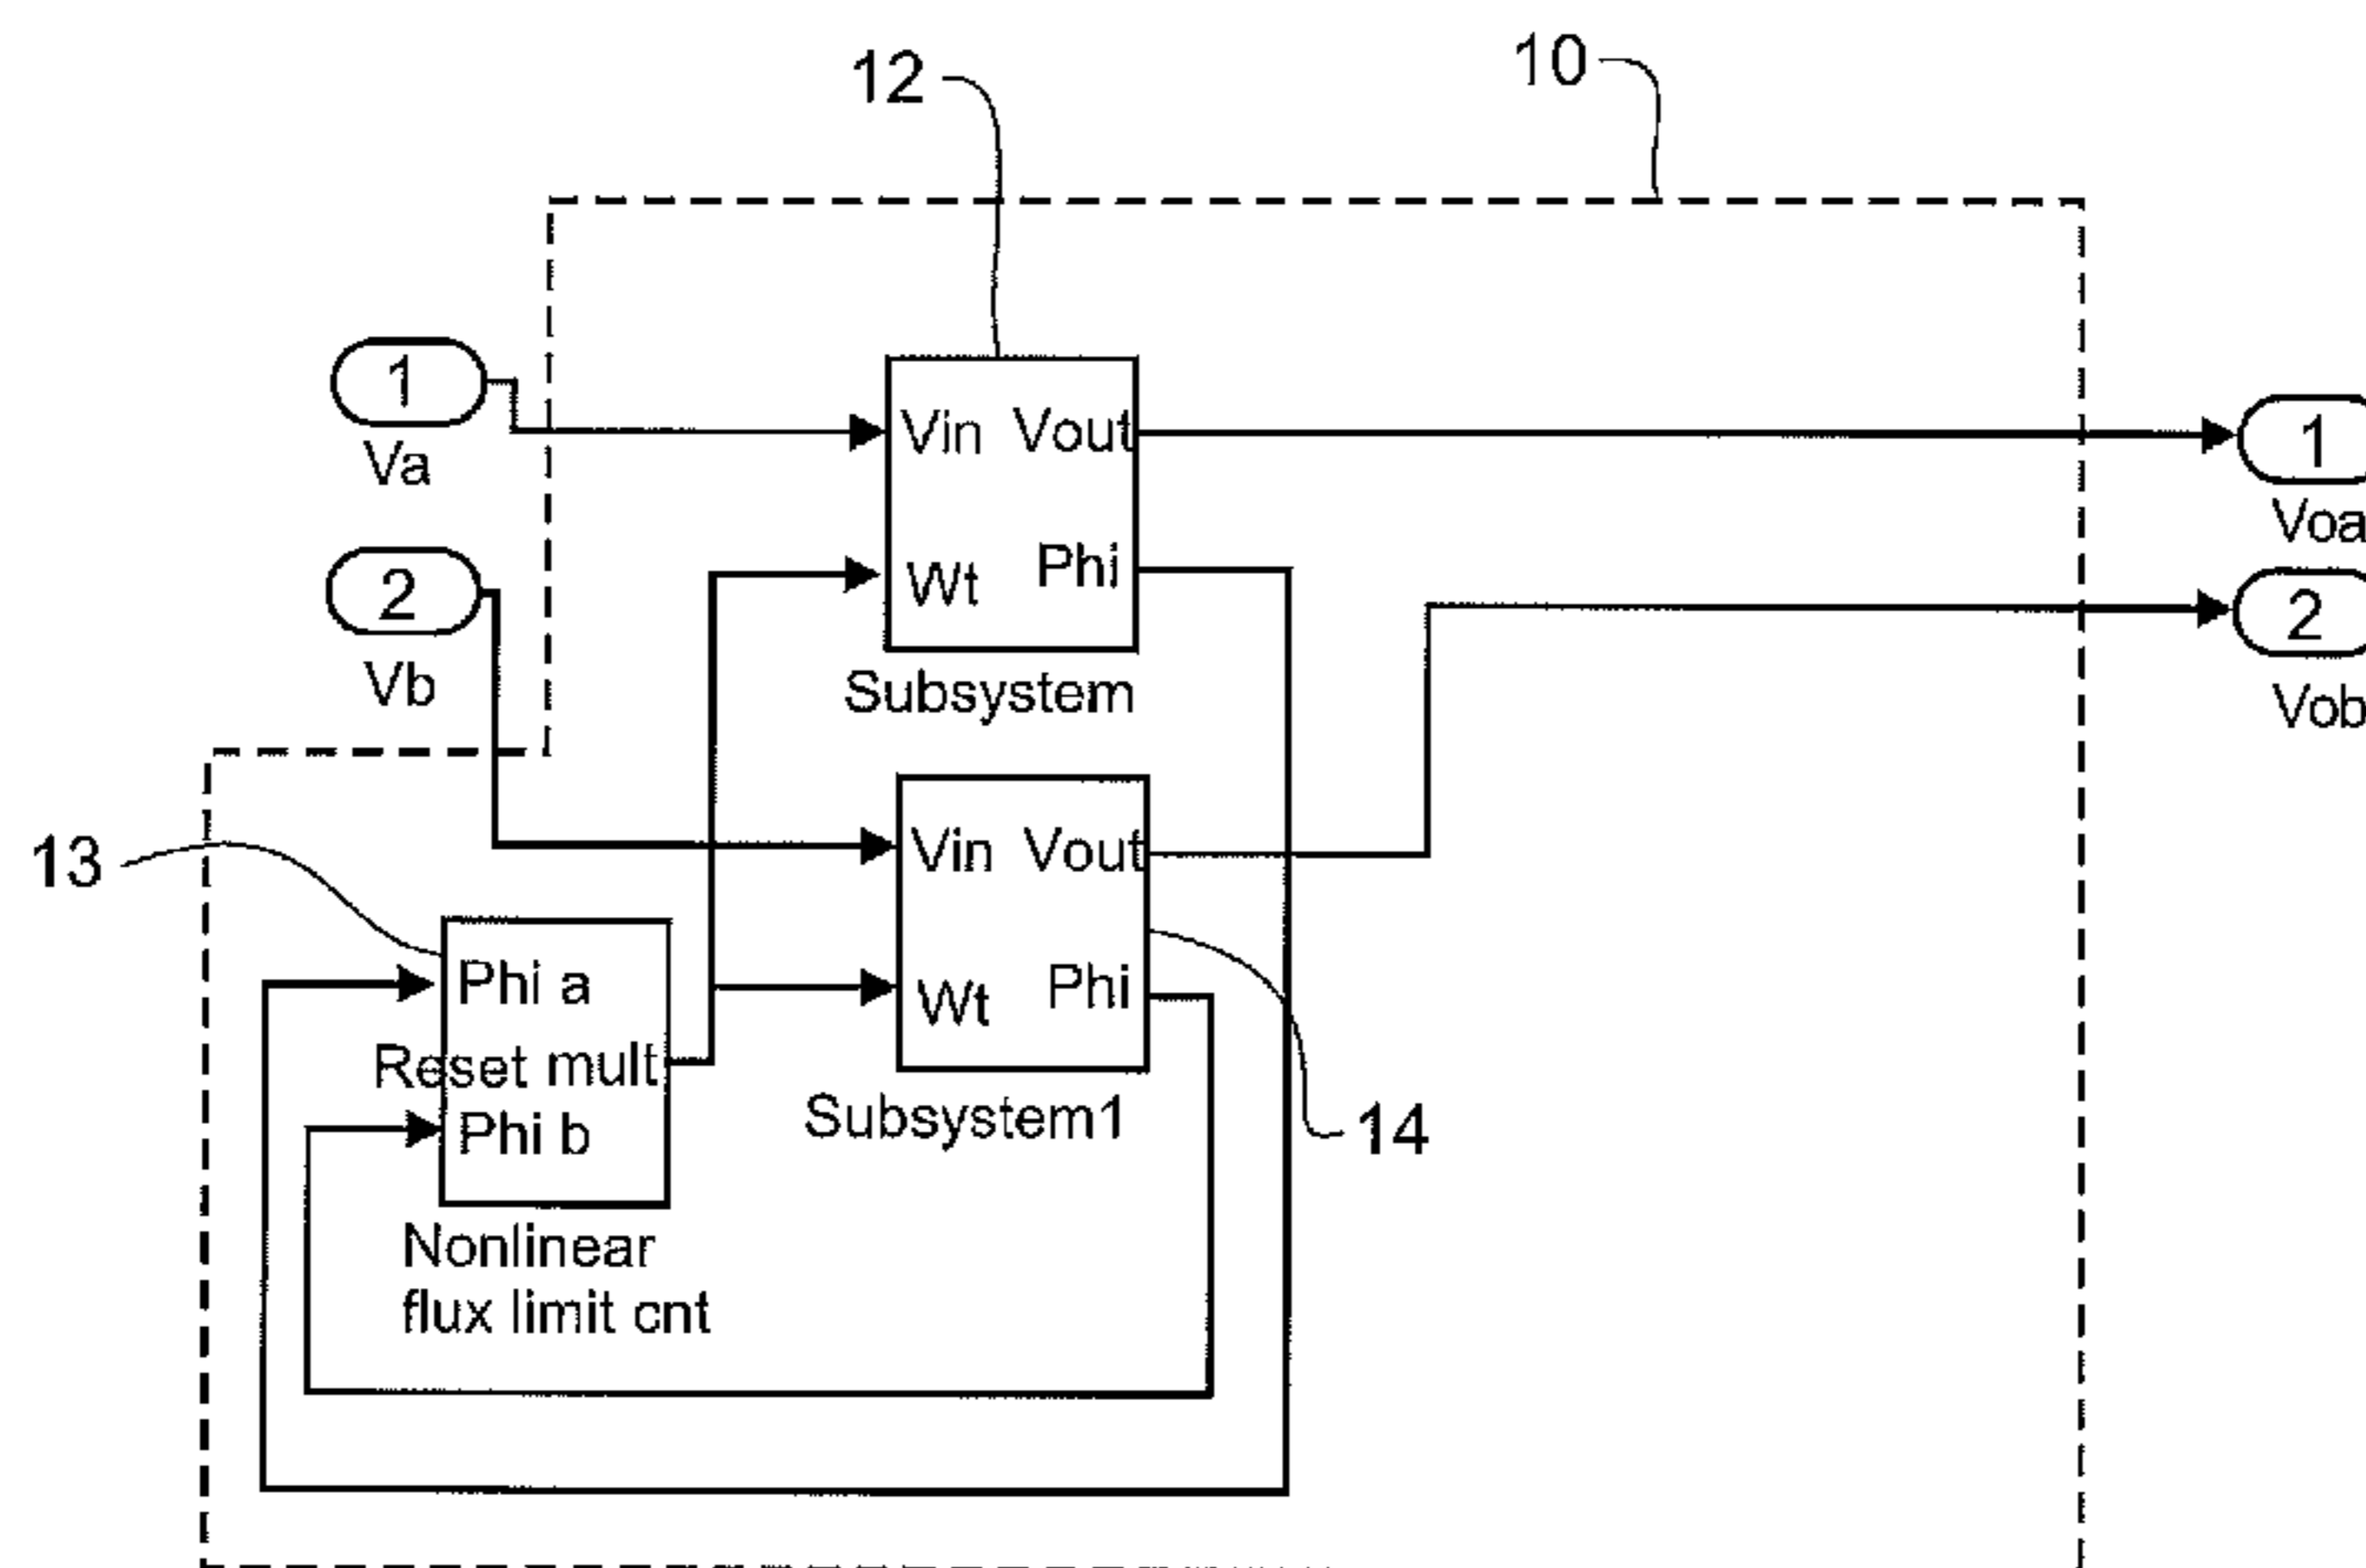 12
10
1
Va
Vin Vout
Wt Phi
Subsystem
1
Voa
2
Vb
2
Vob
13
Vin Vout
Wt Phi
Subsystem1
14
Phi a
Reset mult
Phi b
Nonlinear
flux limit cnt